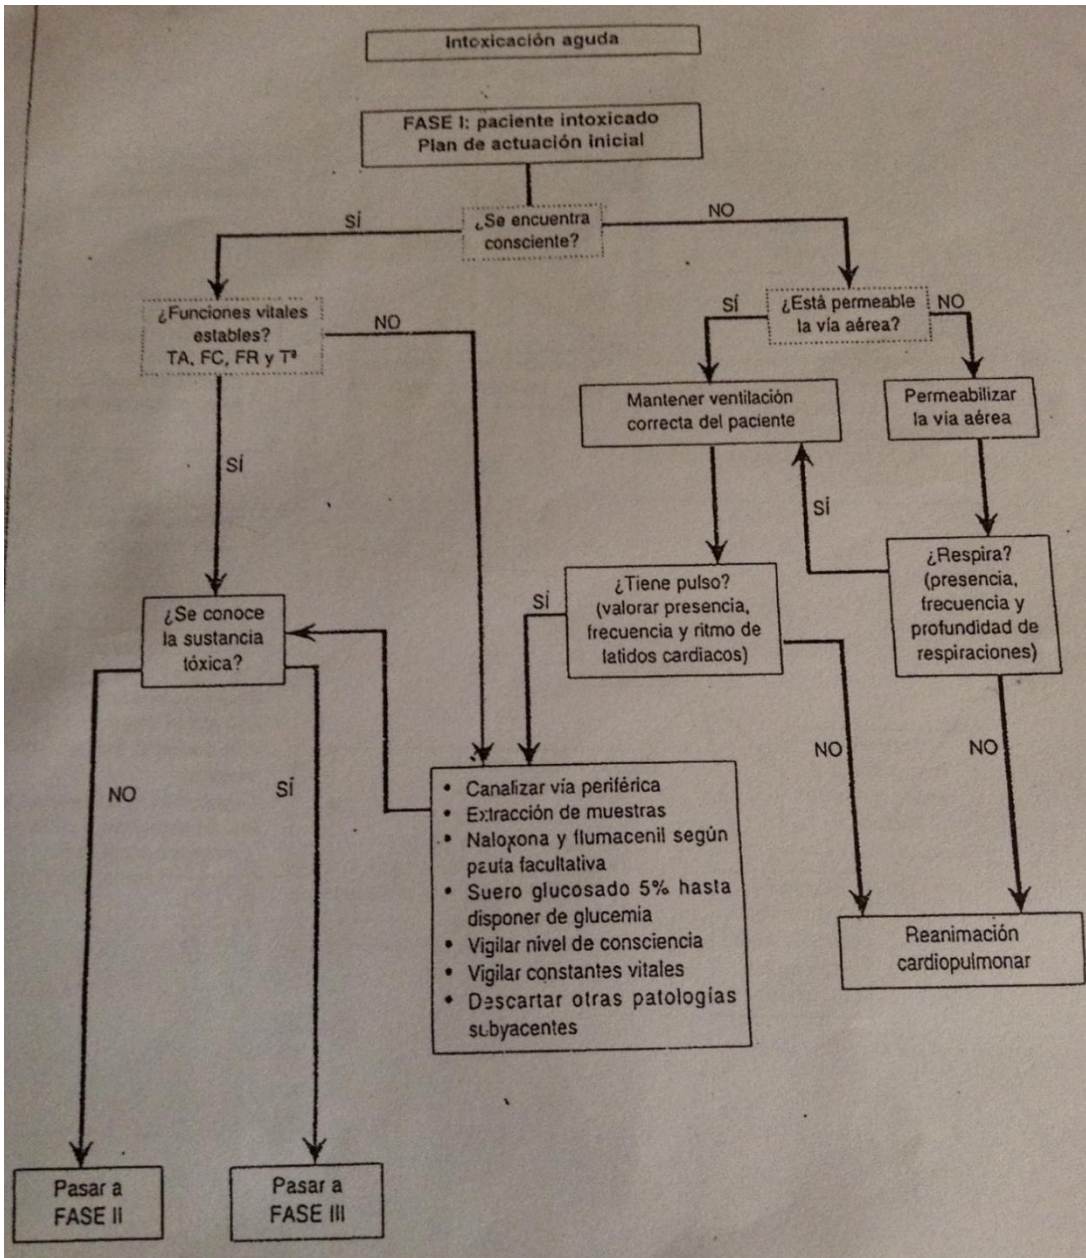 Intoxicación aguda
FASE I: paciente intoxicado
Plan de actuación inicial
SÍ
¿Se encuentra
consciente?
NO
¿Funciones vitales
estables?
TA, FC, FR y Tª
NO
SÍ
¿Está permeable
la vía aérea?
NO
Mantener ventilación
correcta del paciente
Permeabilizar
la vía aérea
SÍ
SÍ
¿Se conoce
la sustancia
tóxica?
SÍ
¿Tiene pulso?
(valorar presencia,
frecuencia y ritmo de
latidos cardiacos)
¿Respira?
(presencia,
frecuencia y
profundidad de
respiraciones)
NO
SÍ
NO
NO
• Canalizar vía periférica
• Extracción de muestras
• Naloxona y flumacenil según
pauta facultativa
• Suero glucosado 5% hasta
disponer de glucemia
• Vigilar nivel de consciencia
• Vigilar constantes vitales
• Descartar otras patologías
subyacentes
Reanimación
cardiopulmonar
Pasar a
FASE II
Pasar a
FASE III